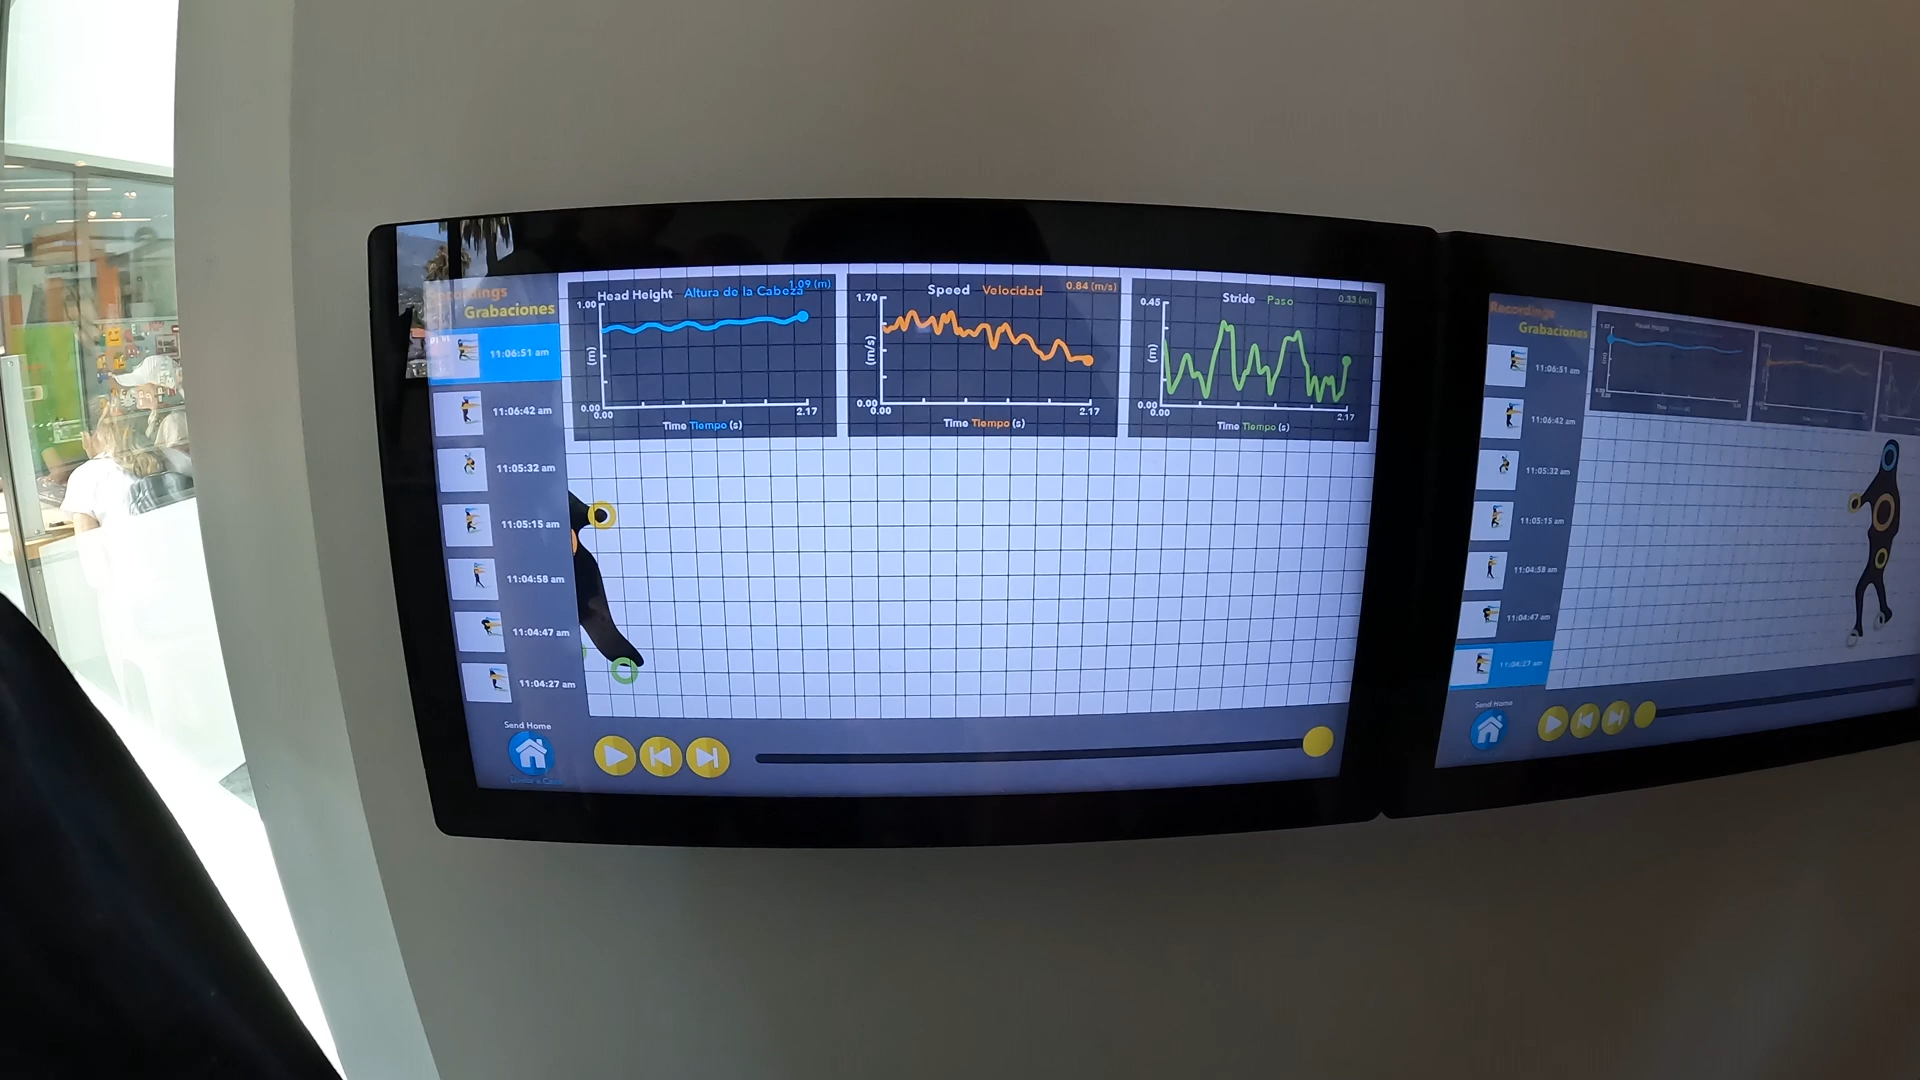 Recordings
Grabaciones
11:06:51 am
11:06:42 am
11:05:32 am
11:05:15 am
11:04:58 am
11:04:47 am
11:04:27 am
Send Home
Head Height Altura de la Cabeza 1.09 (m)
1.00
(m)
0.00
0.00 2.17
Time Tiempo (s)
Speed Velocidad 0.84 (m/s)
1.70
(m/s)
0.00
0.00 2.17
Time Tiempo (s)
Stride Paso 0.33 (m)
0.45
(m)
0.00
0.00 2.17
Time Tiempo (s)
Recordings
Grabaciones
11:06:51 am
11:06:42 am
11:05:32 am
11:05:15 am
11:04:58 am
11:04:47 am
11:04:27 am
Send Home
Head Height